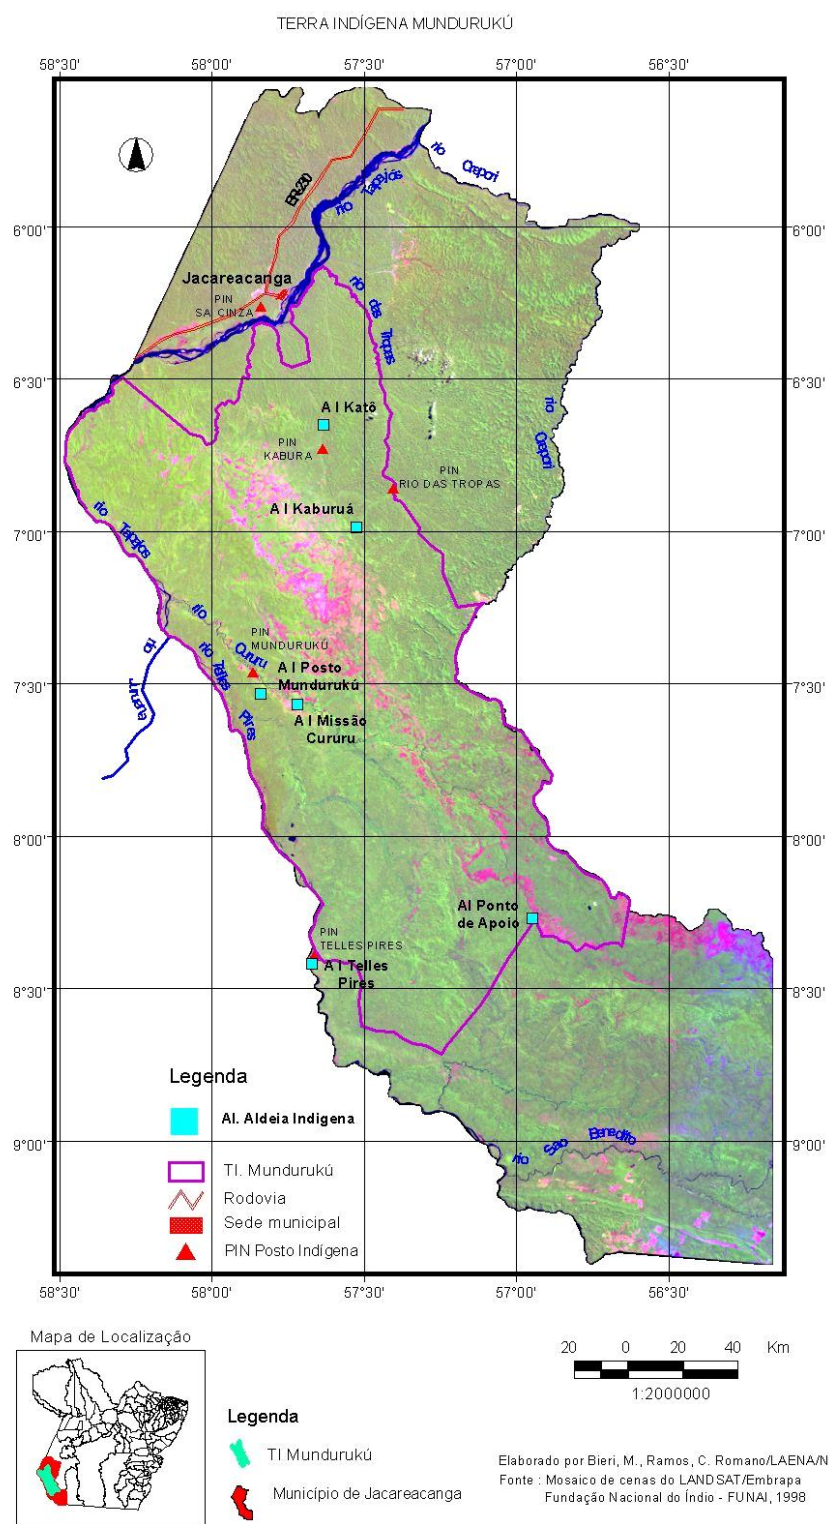 TERRA INDÍGENA MUNDURUKÚ
58°30' 58°00' 57°30' 57°00' 56°30'
rio Crepori
BR-230
rio Tapajós
6°00' 6°00'
Jacareacanga
PIN
SAI CINZA
rio das Tropas
6°30' 6°30'
A I Katô
rio Crepori
PIN
KABURA
PIN
RIO DAS TROPAS
A I Kaburuá
7°00' 7°00'
rio Tapajos
rio Cururu
PIN
MUNDURUKÚ
rio Juruena
rio Telles Pires
A I Posto
Mundurukú
7°30' 7°30'
A I Missão
Cururu
8°00' 8°00'
AI Ponto
de Apoio
PIN
TELLES PIRES
A I Telles
Pires
8°30' 8°30'
Legenda
AI. Aldeia Indigena
9°00' 9°00'
rio Sao Benedito
TI. Mundurukú
Rodovia
Sede municipal
PIN Posto Indígena
58°30' 58°00' 57°30' 57°00' 56°30'
Mapa de Localização
20 0 20 40 Km
1:2000000
Legenda
TI Mundurukú
Município de Jacareacanga
Elaborado por Bieri, M., Ramos, C. Romano/LAENA/N
Fonte : Mosaico de cenas do LANDSAT/Embrapa
Fundação Nacional do Índio - FUNAI, 1998